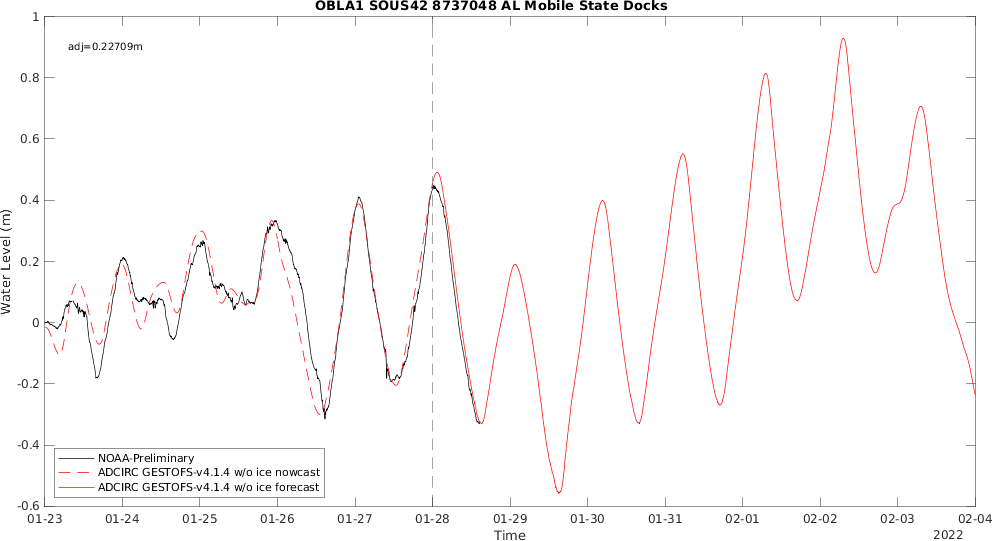 OBLA1 SOUS42 8737048 AL Mobile State Docks
adj=0.22709m
Water Level (m)
1
0.8
0.6
0.4
0.2
0
-0.2
-0.4
-0.6
NOAA-Preliminary
ADCIRC GESTOFS-v4.1.4 w/o ice nowcast
ADCIRC GESTOFS-v4.1.4 w/o ice forecast
01-23 01-24 01-25 01-26 01-27 01-28 01-29 01-30 01-31 02-01 02-02 02-03 02-04
Time
2022